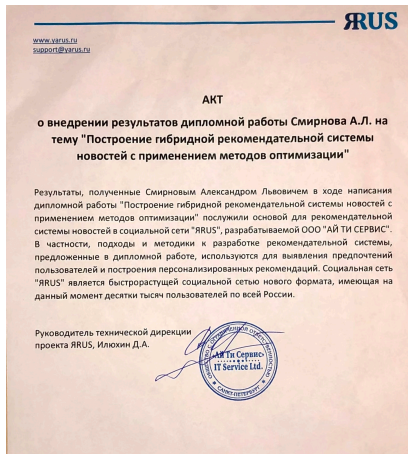 ЯRUS
www.yarus.ru
support@yarus.ru
АКТ
о внедрении результатов дипломной работы Смирнова А.Л. на
тему "Построение гибридной рекомендательной системы
новостей с применением методов оптимизации"
Результаты, полученные Смирновым Александром Львовичем в ходе написания
дипломной работы "Построение гибридной рекомендательной системы новостей с
применением методов оптимизации" послужили основой для рекомендательной
системы новостей в социальной сети "ЯRUS", разрабатываемой ООО "АЙ ТИ СЕРВИС".
В частности, подходы и методики к разработке рекомендательной системы,
предложенные в дипломной работе, используются для выявления предпочтений
пользователей и построения персонализированных рекомендаций. Социальная сеть
"ЯRUS" является быстрорастущей социальной сетью нового формата, имеющая на
данный момент десятки тысяч пользователей по всей России.
Руководитель технической дирекции
проекта ЯRUS, Илюхин Д.А.
ОБЩЕСТВО С ОГРАНИЧЕННОЙ ОТВЕТСТВЕННОСТЬЮ
«Ай Ти Сервис»
IT Service Ltd.
САНКТ-ПЕТЕРБУРГ